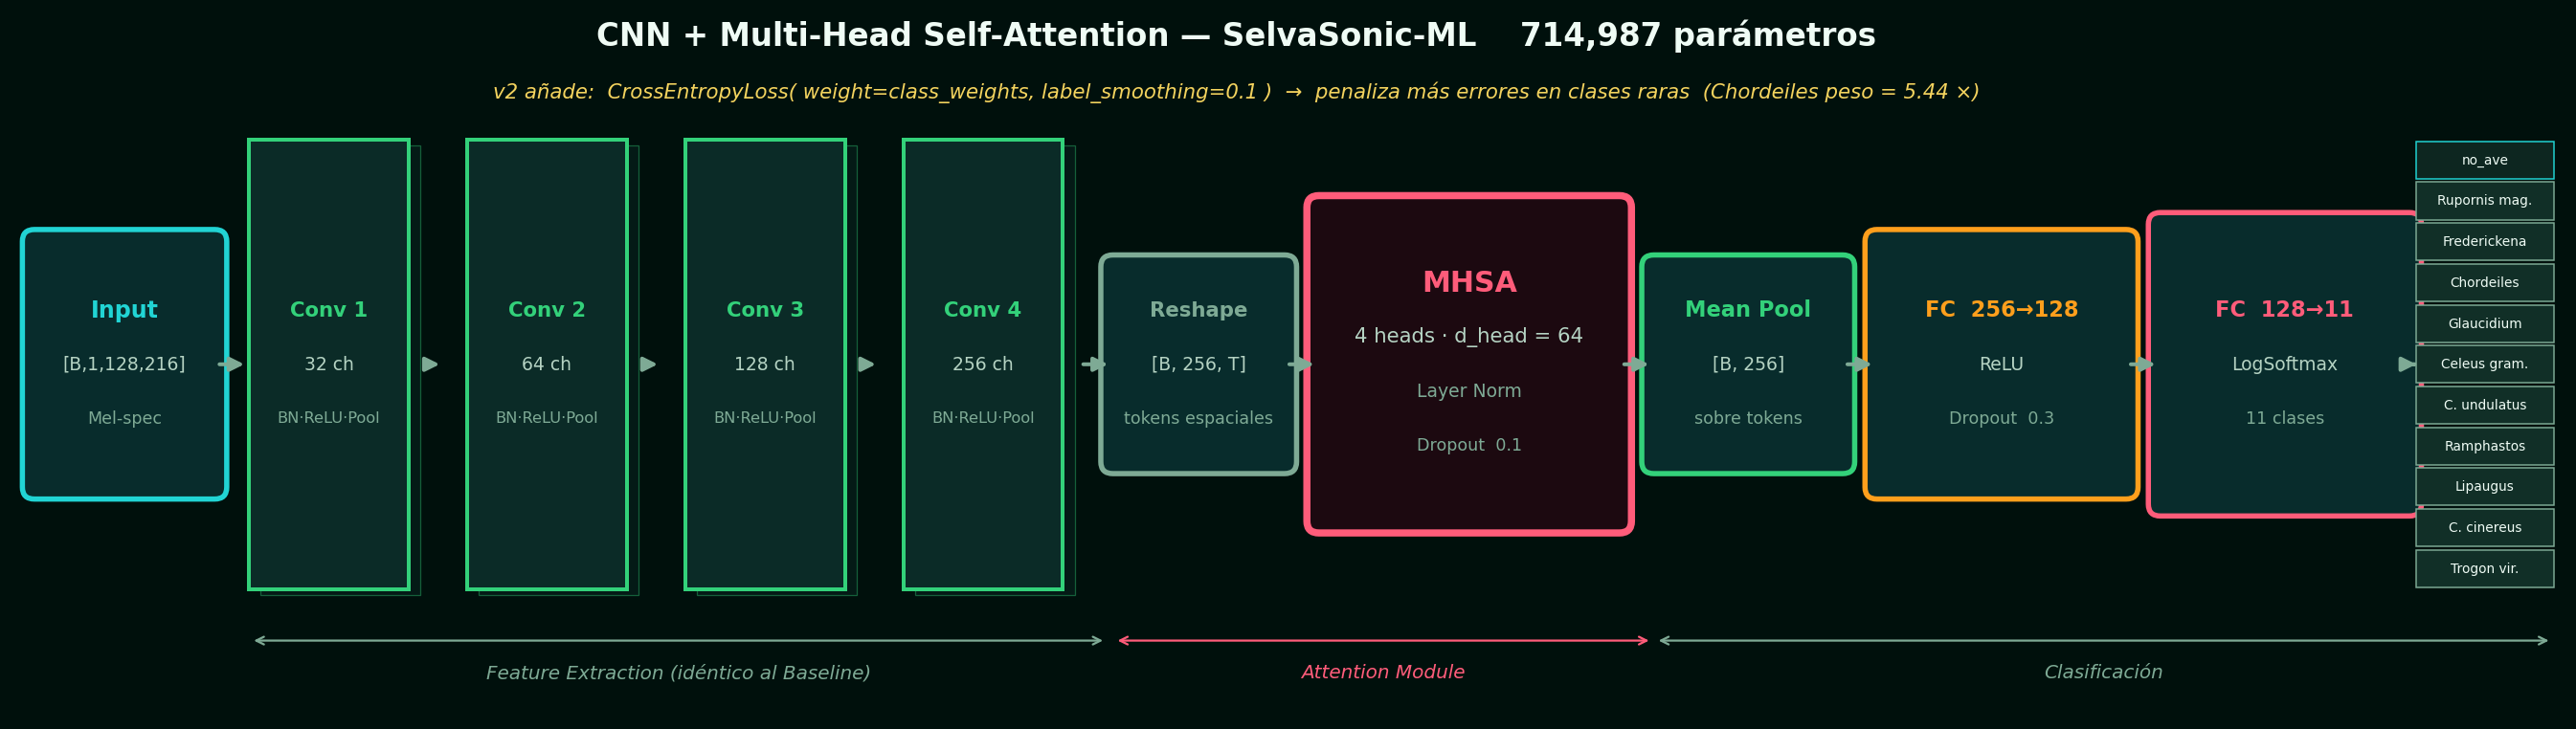 CNN + Multi-Head Self-Attention — SelvaSonic-ML    714,987 parámetros
v2 añade:  CrossEntropyLoss( weight=class_weights, label_smoothing=0.1 )  →  penaliza más errores en clases raras  (Chordeiles peso = 5.44 ×)
Input
[B,1,128,216]
Mel-spec
Conv 1
32 ch
BN·ReLU·Pool
Conv 2
64 ch
BN·ReLU·Pool
Conv 3
128 ch
BN·ReLU·Pool
Conv 4
256 ch
BN·ReLU·Pool
Reshape
[B, 256, T]
tokens espaciales
MHSA
4 heads · d_head = 64
Layer Norm
Dropout  0.1
Mean Pool
[B, 256]
sobre tokens
FC  256→128
ReLU
Dropout  0.3
FC  128→11
LogSoftmax
11 clases
no_ave
Rupornis mag.
Frederickena
Chordeiles
Glaucidium
Celeus gram.
C. undulatus
Ramphastos
Lipaugus
C. cinereus
Trogon vir.
Feature Extraction (idéntico al Baseline)
Attention Module
Clasificación